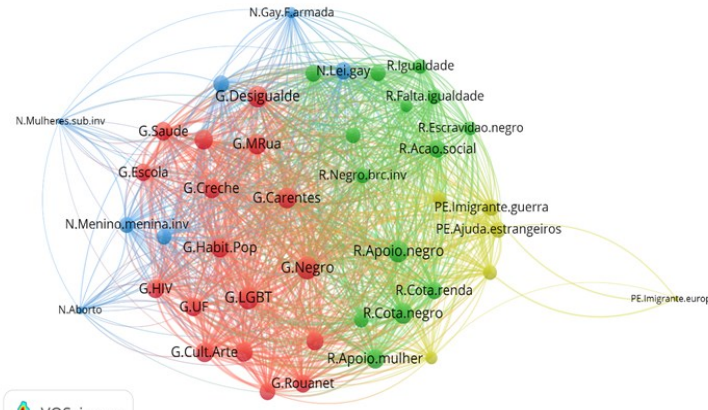 N.Gay.F.armada
N.Lei.gay
R.Igualdade
G.Desigualde
R.Falta.igualdade
N.Mulheres.sub.inv
G.Saude
R.Escravidao.negro
G.MRua
R.Acao.social
G.Escola
R.Negro.brc.inv
G.Creche
G.Carentes
PE.Imigrante.guerra
N.Menino.menina.inv
PE.Ajuda.estrangeiros
G.Habit.Pop
R.Apoio.negro
G.Negro
G.HIV
R.Cota.renda
G.LGBT
PE.Imigrante.europ
G.UF
N.Aborto
R.Cota.negro
G.Cult.Arte
R.Apoio.mulher
G.Rouanet